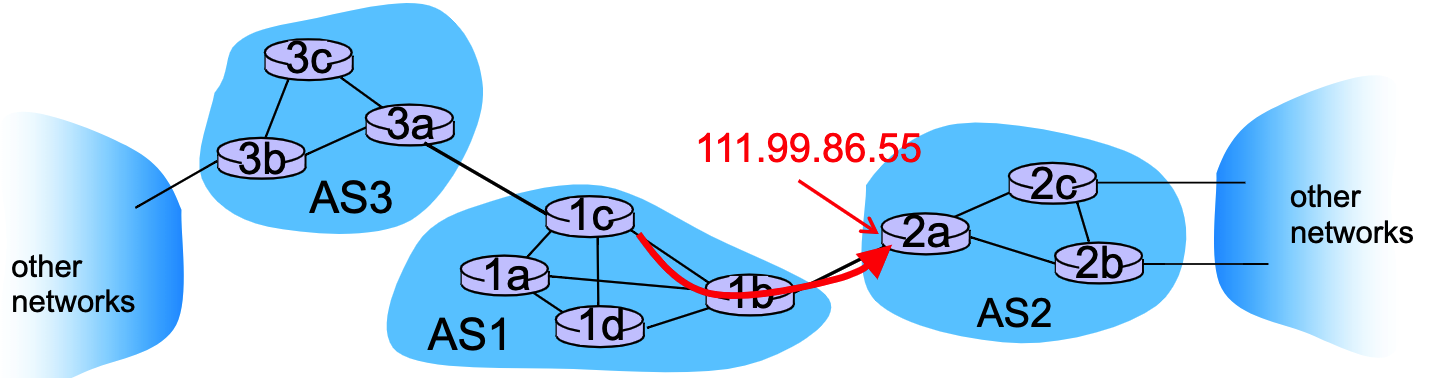 3c
3a
3b
AS3
other
networks
111.99.86.55
1c
1a
1b
1d
AS1
2c
2a
2b
AS2
other
networks